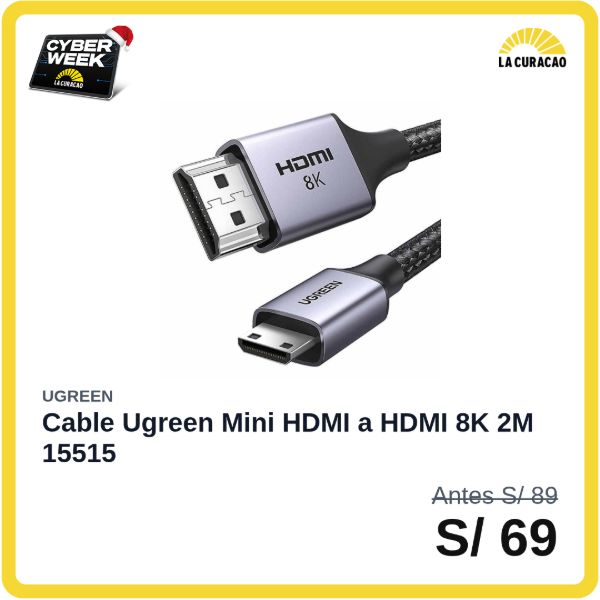 CYBER
WEEK
LA CURACAO
LA CURACAO
HDMI
8K
UGREEN
UGREEN
Cable Ugreen Mini HDMI a HDMI 8K 2M
15515
Antes S/ 89
S/ 69